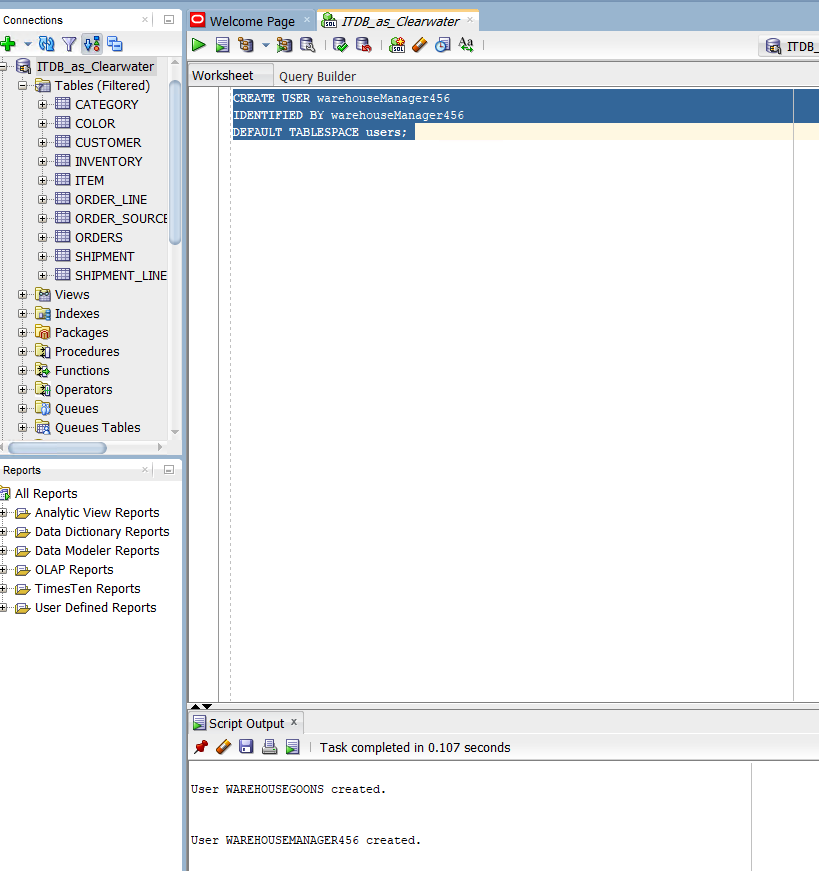 Connections
ITDB_as_Clearwater
Tables (Filtered)
CATEGORY
COLOR
CUSTOMER
INVENTORY
ITEM
ORDER_LINE
ORDER_SOURCE
ORDERS
SHIPMENT
SHIPMENT_LINE
Views
Indexes
Packages
Procedures
Functions
Operators
Queues
Queues Tables
Reports
All Reports
Analytic View Reports
Data Dictionary Reports
Data Modeler Reports
OLAP Reports
TimesTen Reports
User Defined Reports
Welcome Page
ITDB_as_Clearwater
SQL
SQL
Aa
ITDB_
Worksheet
Query Builder
CREATE USER warehouseManager456
IDENTIFIED BY warehouseManager456
DEFAULT TABLESPACE users;
Script Output
Task completed in 0.107 seconds
User WAREHOUSEGOONS created.
User WAREHOUSEMANAGER456 created.